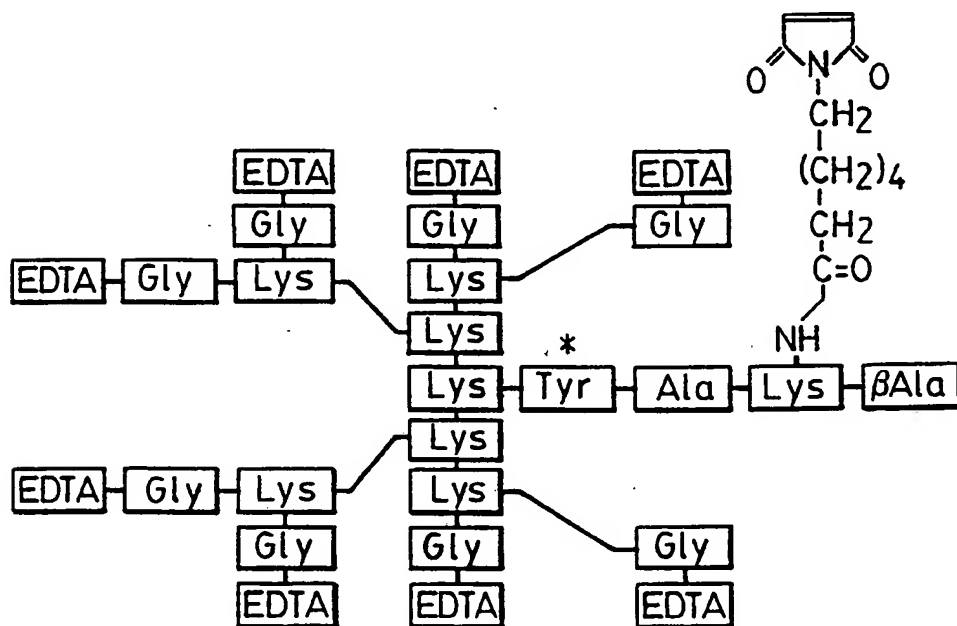 O N O
CH2
EDTA EDTA EDTA (CH2)4
Gly Gly Gly CH2
EDTA Gly Lys Lys C=O
Lys NH
*
Lys Tyr Ala Lys βAla
Lys
EDTA Gly Lys Lys
Gly Gly Gly
EDTA EDTA EDTA